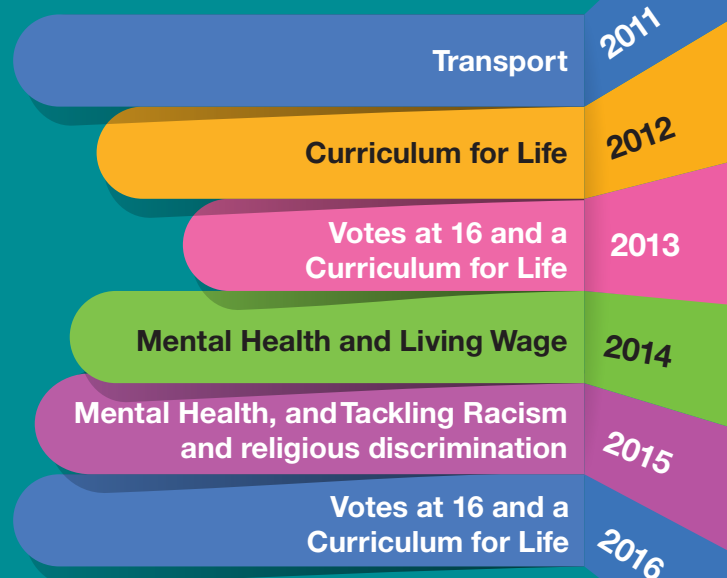 Transport
2011
Curriculum for Life
2012
Votes at 16 and a
Curriculum for Life
2013
Mental Health and Living Wage
2014
Mental Health, and Tackling Racism
and religious discrimination
2015
Votes at 16 and a
Curriculum for Life
2016